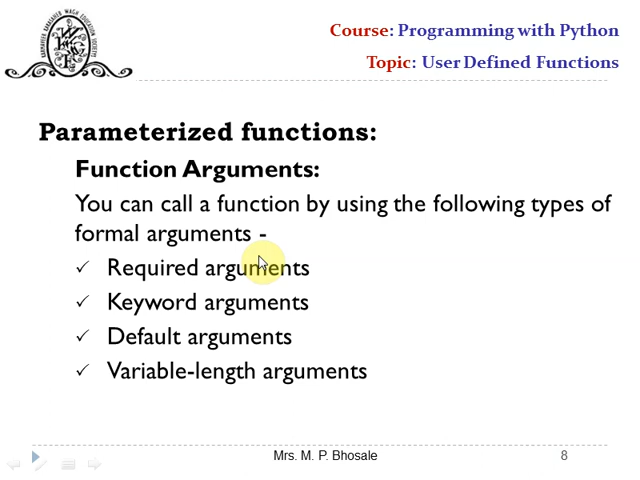 Course: Programming with Python
Topic: User Defined Functions
Parameterized functions:
Function Arguments:
You can call a function by using the following types of
formal arguments -
✓ Required arguments
✓ Keyword arguments
✓ Default arguments
✓ Variable-length arguments
Mrs. M. P. Bhosale
8